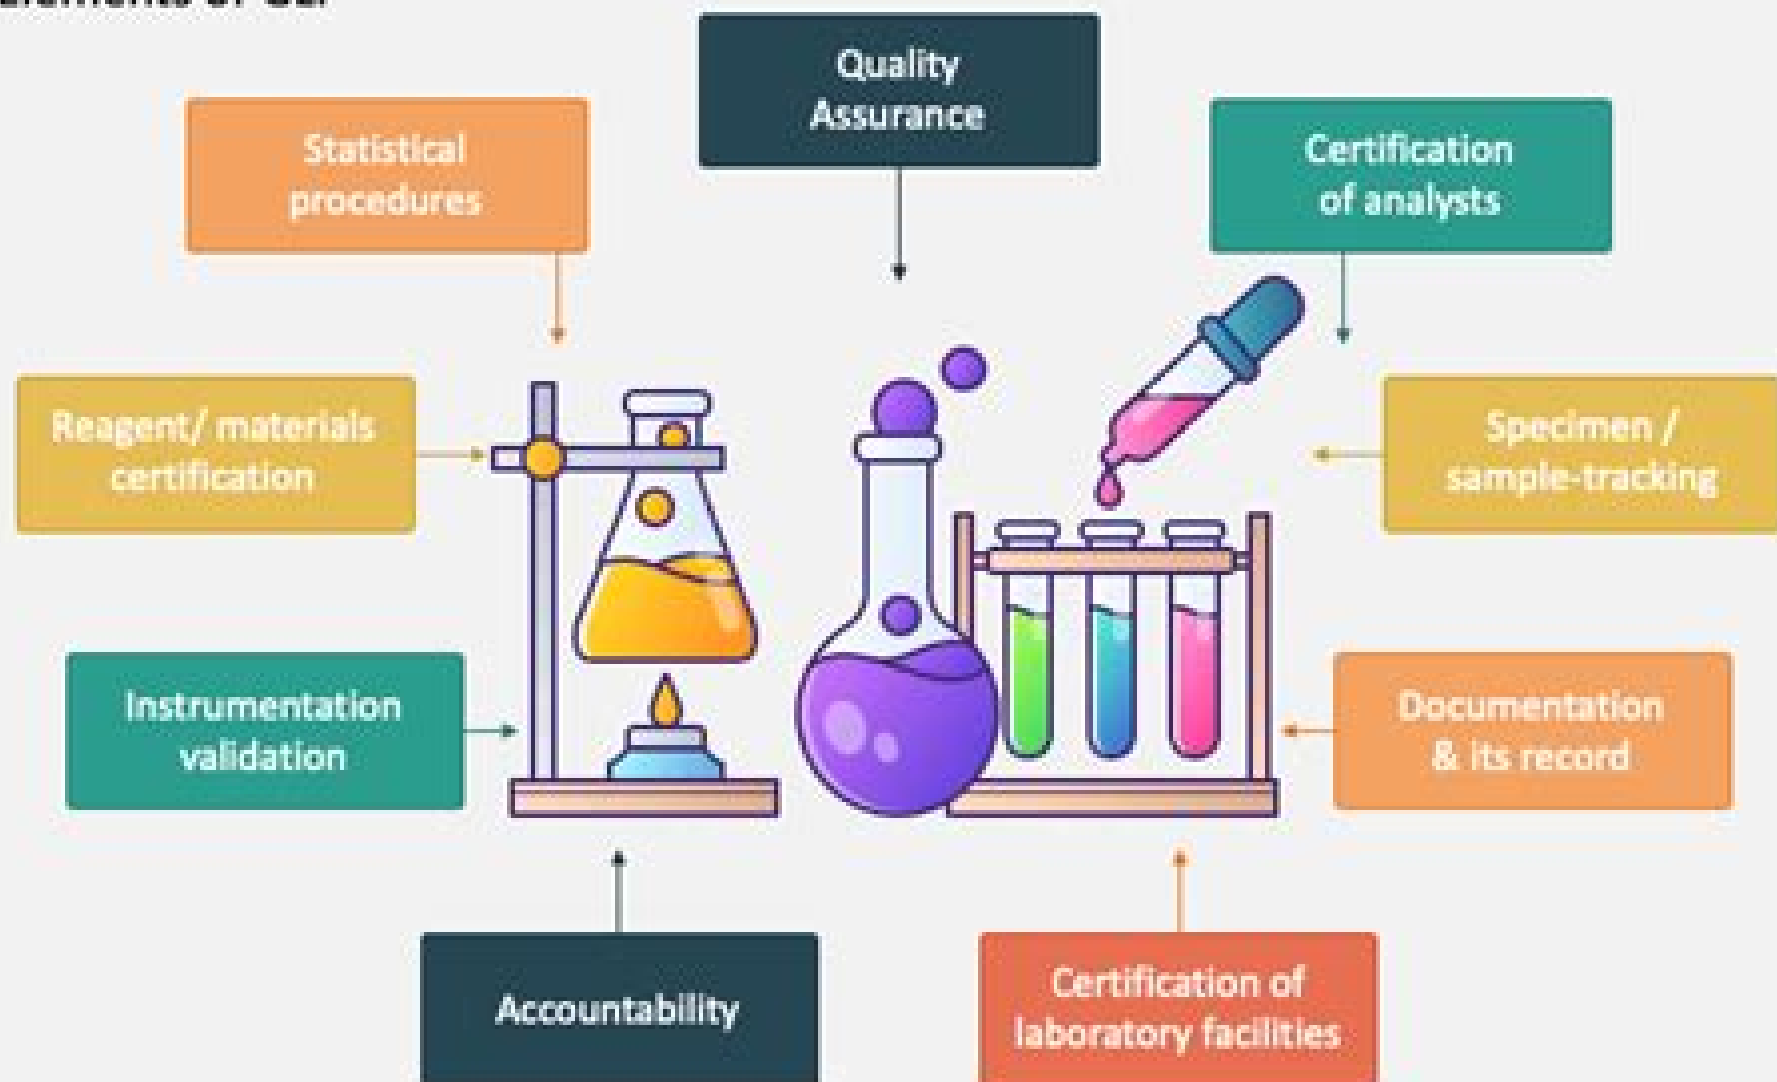 Quality
Assurance
Statistical
procedures
Certification
of analysts
Reagent/ materials
certification
Specimen /
sample-tracking
Instrumentation
validation
Documentation
& its record
Accountability
Certification of
laboratory facilities